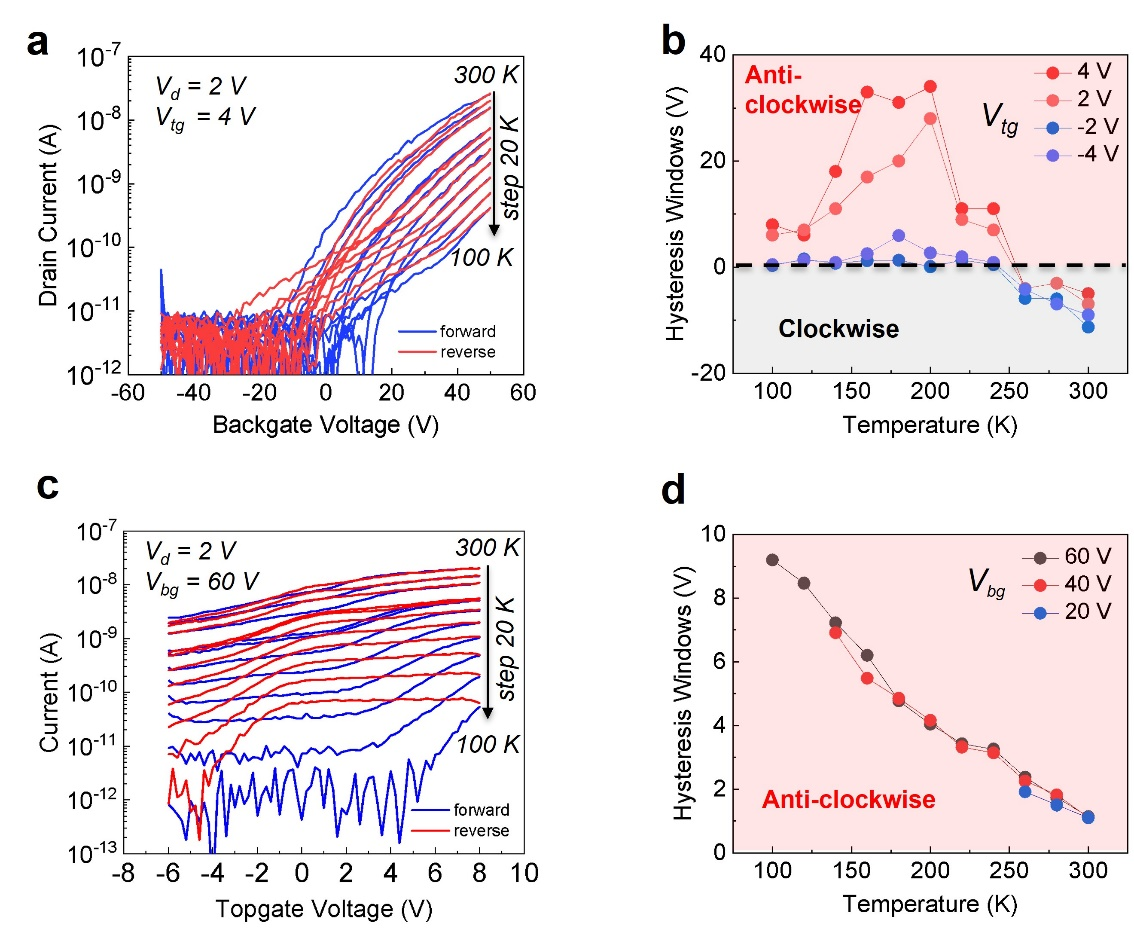 a
10⁻⁷
10⁻⁸
10⁻⁹
10⁻¹⁰
10⁻¹¹
10⁻¹²
Drain Current (A)
V_d = 2 V
V_tg = 4 V
300 K
step 20 K
100 K
forward
reverse
-60 -40 -20 0 20 40 60
Backgate Voltage (V)
b
40
20
0
-20
Hysteresis Windows (V)
Anti-
clockwise
V_tg
4 V
2 V
-2 V
-4 V
Clockwise
100 150 200 250 300
Temperature (K)
c
10⁻⁷
10⁻⁸
10⁻⁹
10⁻¹⁰
10⁻¹¹
10⁻¹²
10⁻¹³
Current (A)
V_d = 2 V
V_bg = 60 V
300 K
step 20 K
100 K
forward
reverse
-8 -6 -4 -2 0 2 4 6 8 10
Topgate Voltage (V)
d
10
8
6
4
2
0
Hysteresis Windows (V)
V_bg
60 V
40 V
20 V
Anti-clockwise
100 150 200 250 300
Temperature (K)